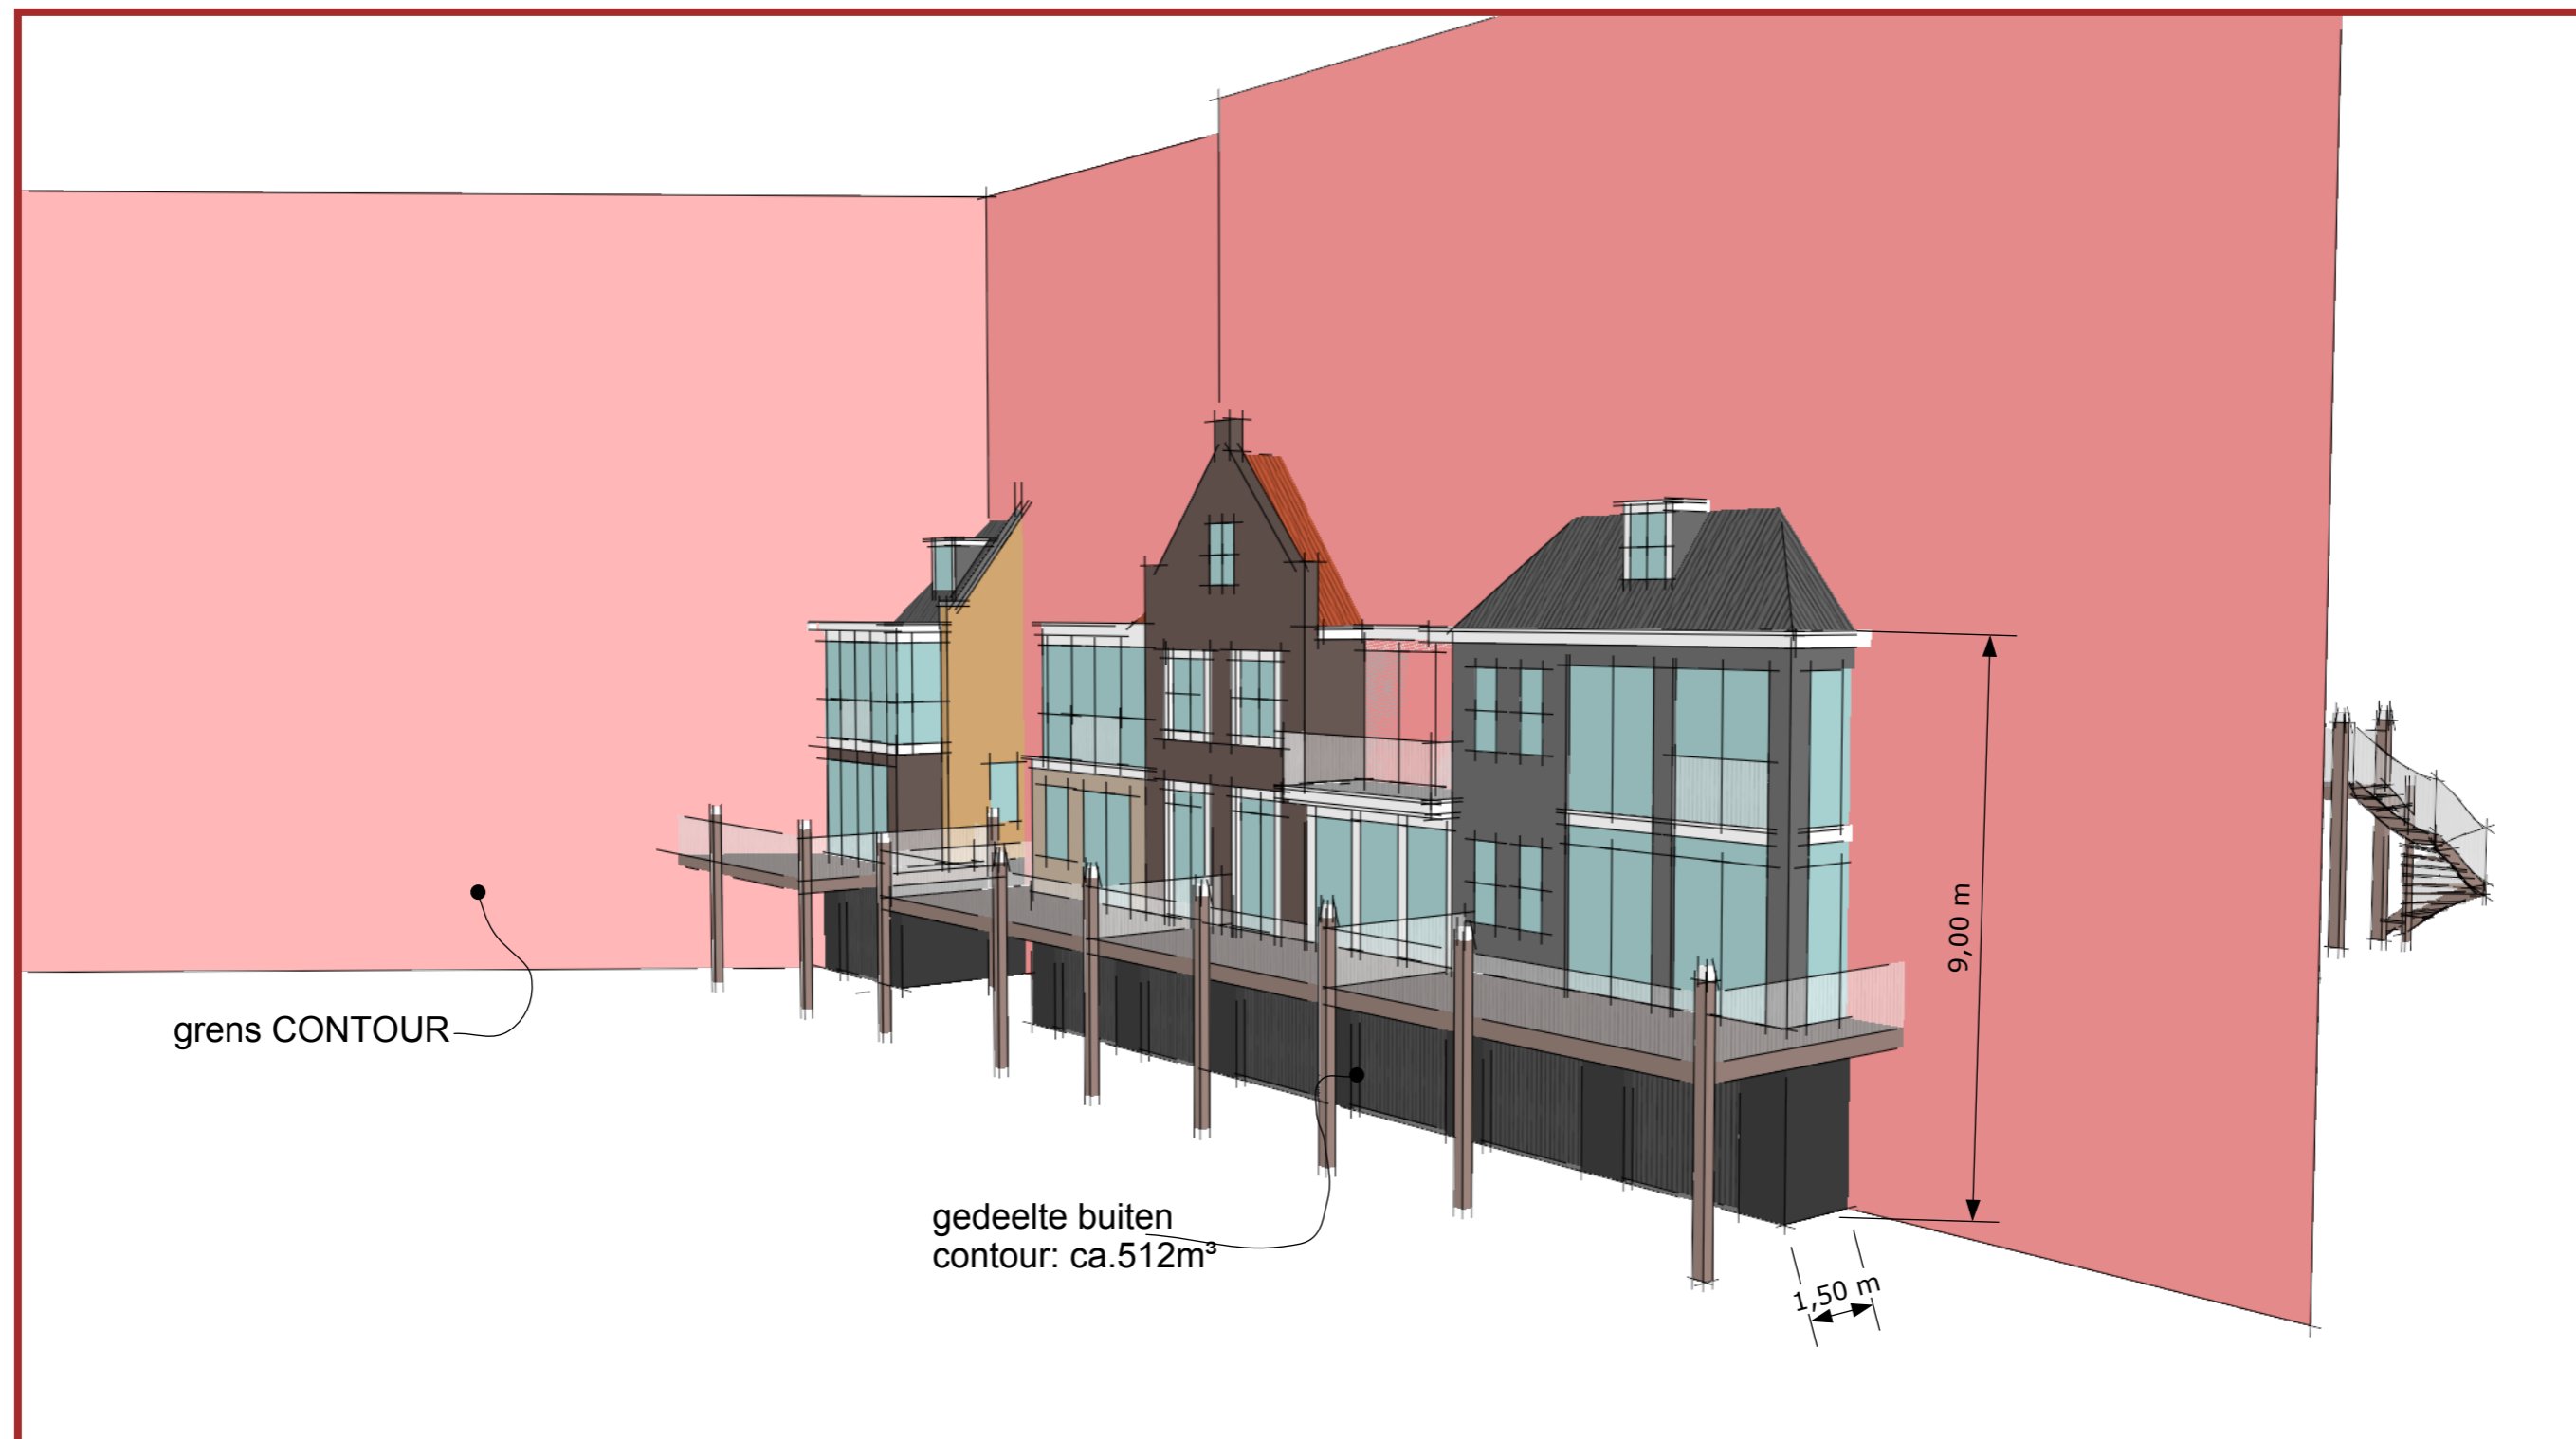 9,00 m
grens CONTOUR
gedeelte buiten
contour: ca.512m³
1,50 m